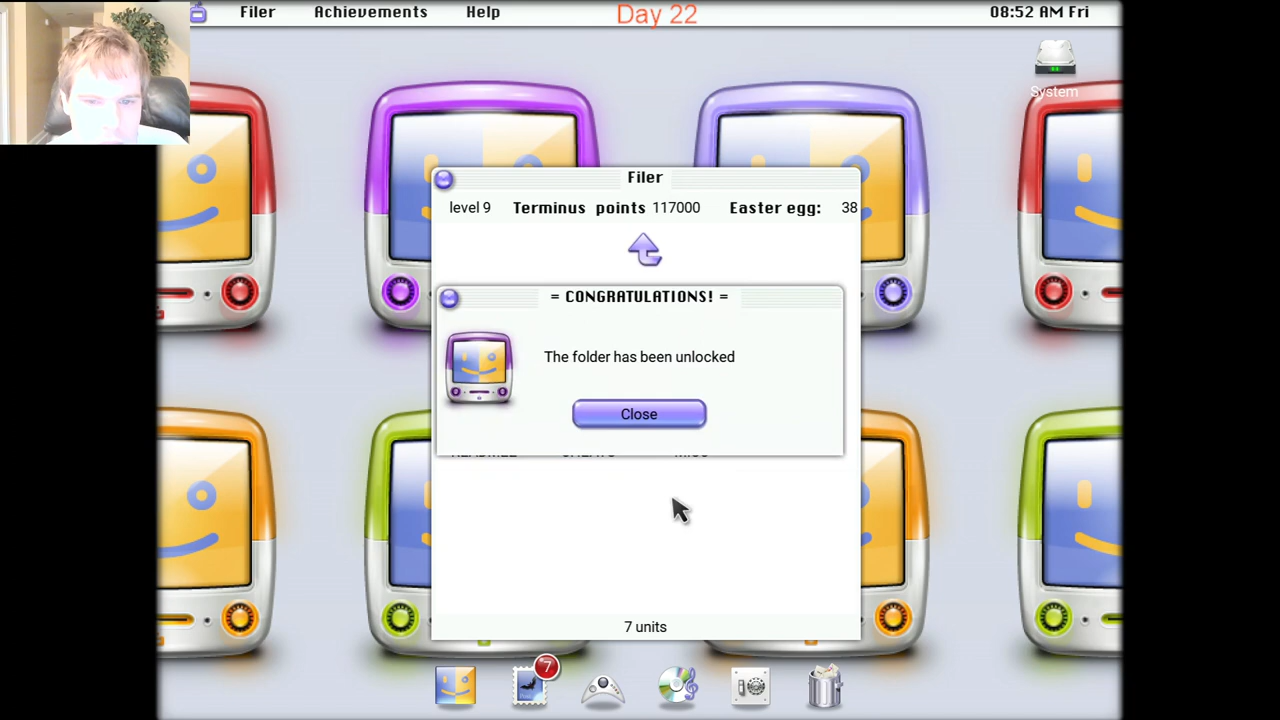 Filer Achievements Help Day 22 08:52 AM Fri
System
Filer
level 9 Terminus points 117000 Easter egg: 38
= CONGRATULATIONS! =
The folder has been unlocked
Close
7 units
7